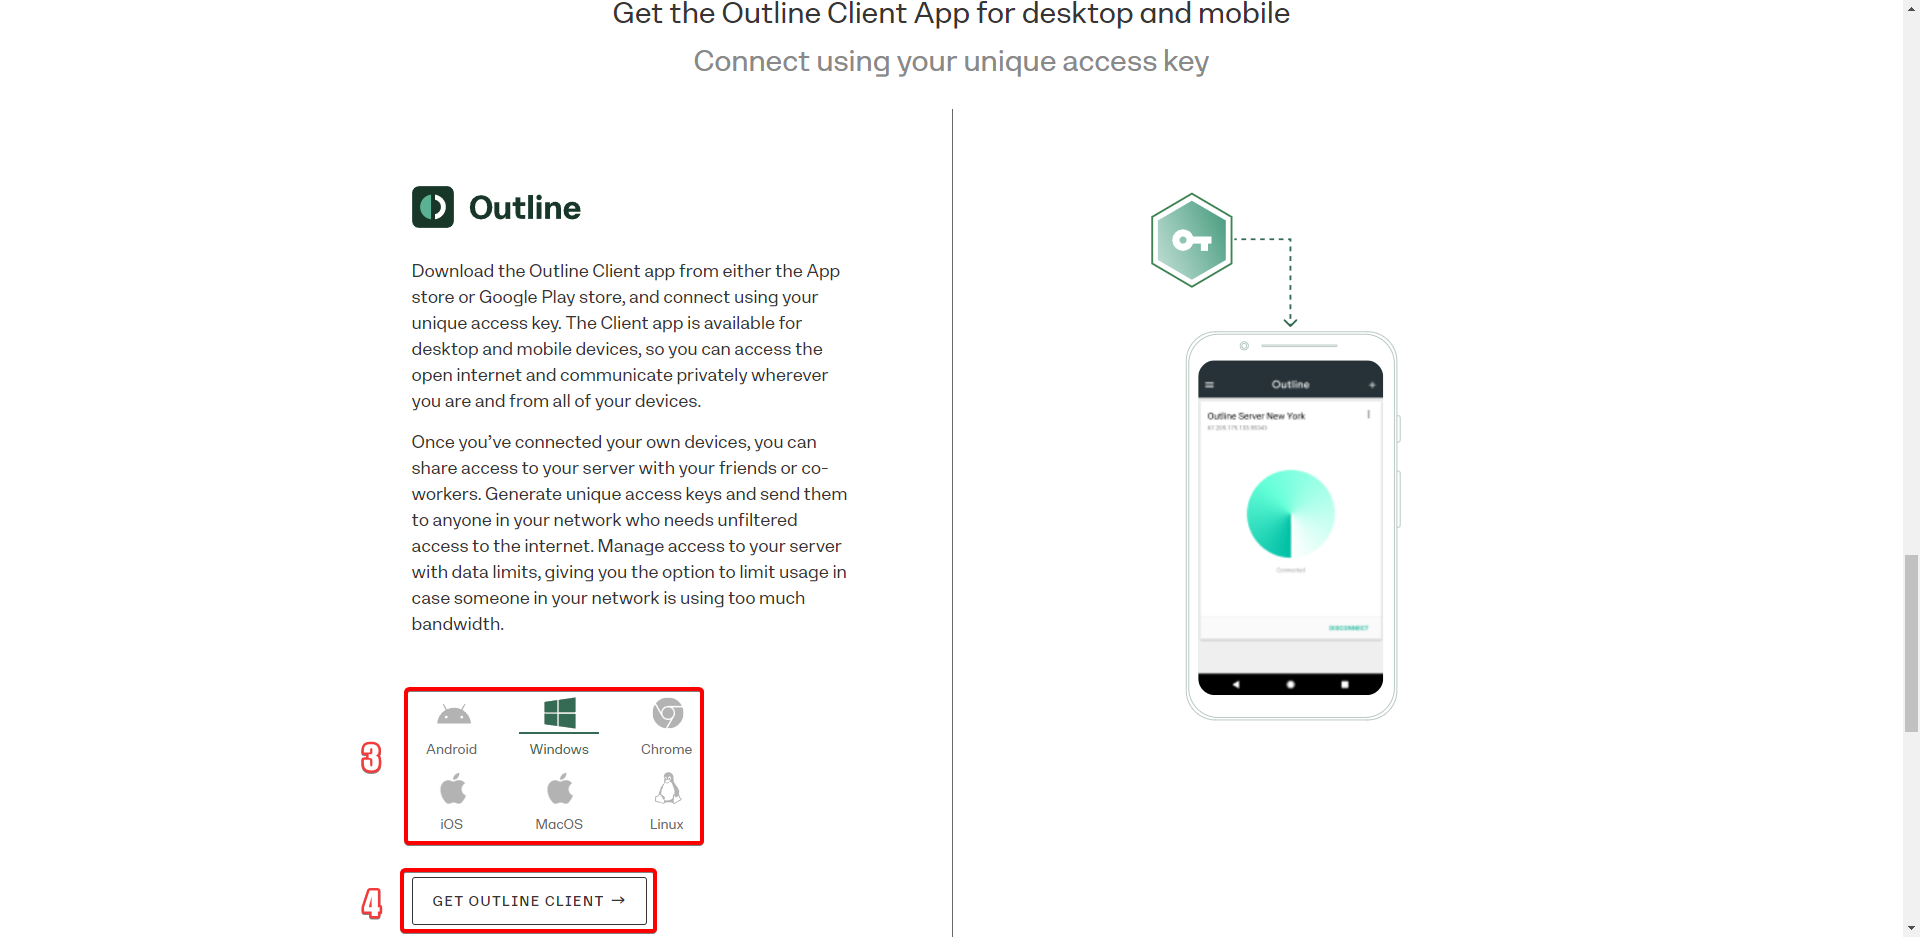 Get the Outline Client App for desktop and mobile
Connect using your unique access key
Outline
Download the Outline Client app from either the App
store or Google Play store, and connect using your
unique access key. The Client app is available for
desktop and mobile devices, so you can access the
open internet and communicate privately wherever
you are and from all of your devices.
Once you’ve connected your own devices, you can
share access to your server with your friends or co-
workers. Generate unique access keys and send them
to anyone in your network who needs unfiltered
access to the internet. Manage access to your server
with data limits, giving you the option to limit usage in
case someone in your network is using too much
bandwidth.
3
Android Windows Chrome
iOS MacOS Linux
4
GET OUTLINE CLIENT →
Outline
Outline Server New York
Connected
DISCONNECT